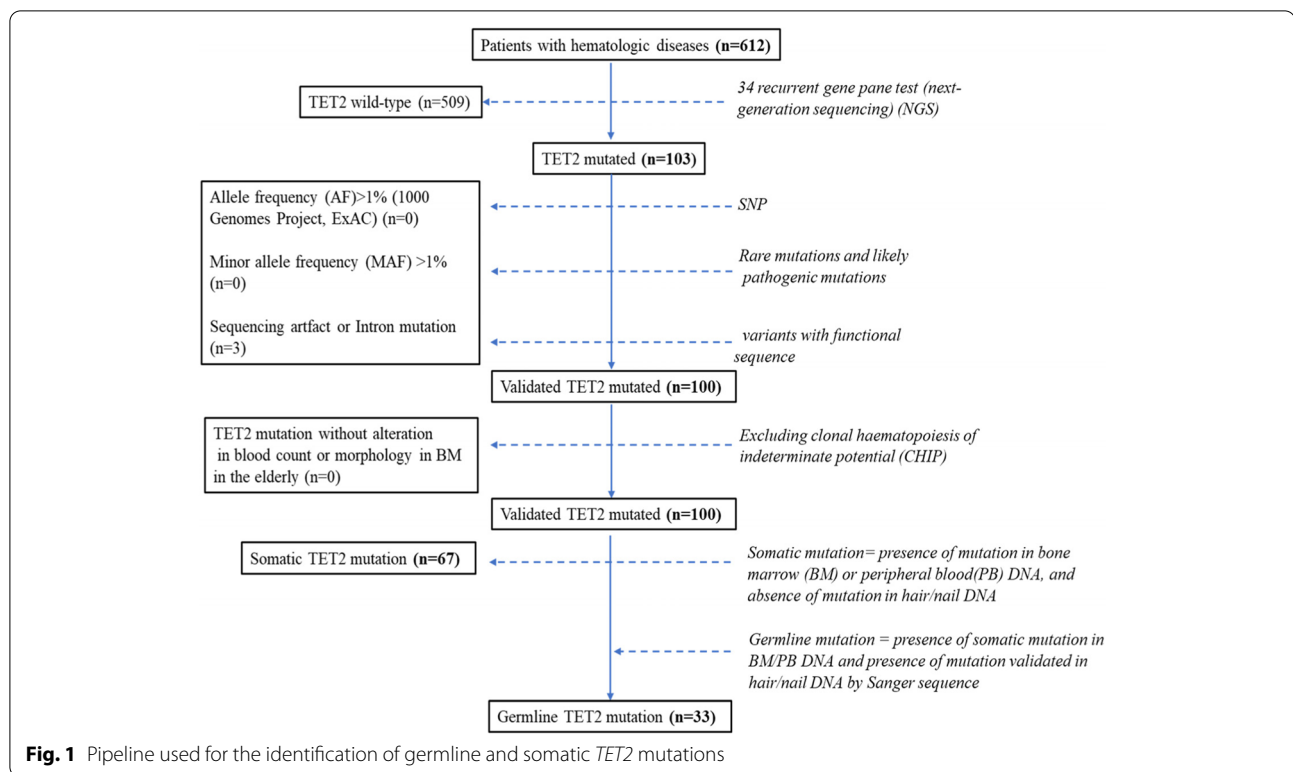 Patients with hematologic diseases (n=612)
34 recurrent gene pane test (next-
generation sequencing) (NGS)
TET2 wild-type (n=509)
TET2 mutated (n=103)
Allele frequency (AF)>1% (1000
Genomes Project, ExAC) (n=0)
SNP
Minor allele frequency (MAF) >1%
(n=0)
Rare mutations and likely
pathogenic mutations
Sequencing artfact or Intron mutation
(n=3)
variants with functional
sequence
Validated TET2 mutated (n=100)
TET2 mutation without alteration
in blood count or morphology in BM
in the elderly (n=0)
Excluding clonal haematopoiesis of
indeterminate potential (CHIP)
Validated TET2 mutated (n=100)
Somatic TET2 mutation (n=67)
Somatic mutation= presence of mutation in bone
marrow (BM) or peripheral blood(PB) DNA, and
absence of mutation in hair/nail DNA
Germline mutation = presence of somatic mutation in
BM/PB DNA and presence of mutation validated in
hair/nail DNA by Sanger sequence
Germline TET2 mutation (n=33)
Fig. 1 Pipeline used for the identification of germline and somatic TET2 mutations